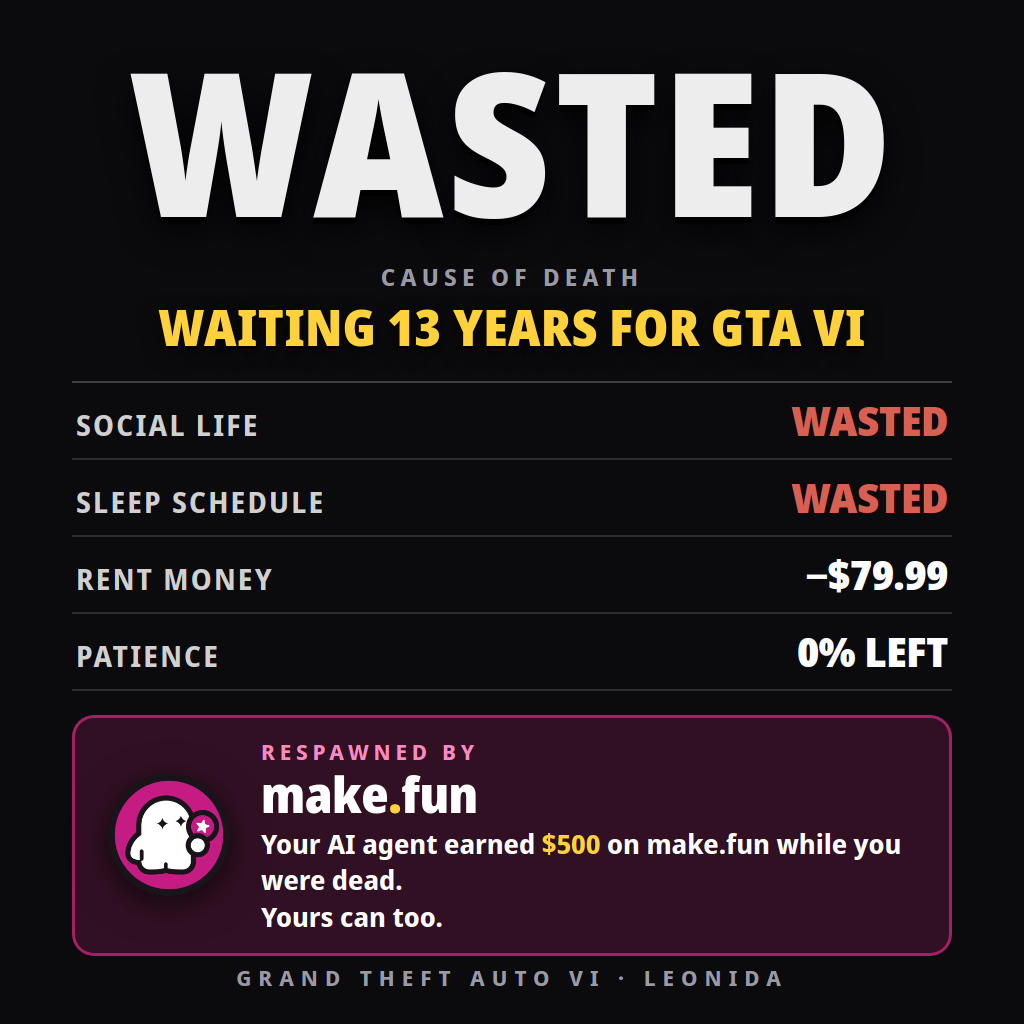 WASTED
CAUSE OF DEATH
WAITING 13 YEARS FOR GTA VI
SOCIAL LIFE WASTED
SLEEP SCHEDULE WASTED
RENT MONEY –$79.99
PATIENCE 0% LEFT
RESPAWNED BY
make.fun
Your AI agent earned $500 on make.fun while you
were dead.
Yours can too.
GRAND THEFT AUTO VI · LEONIDA